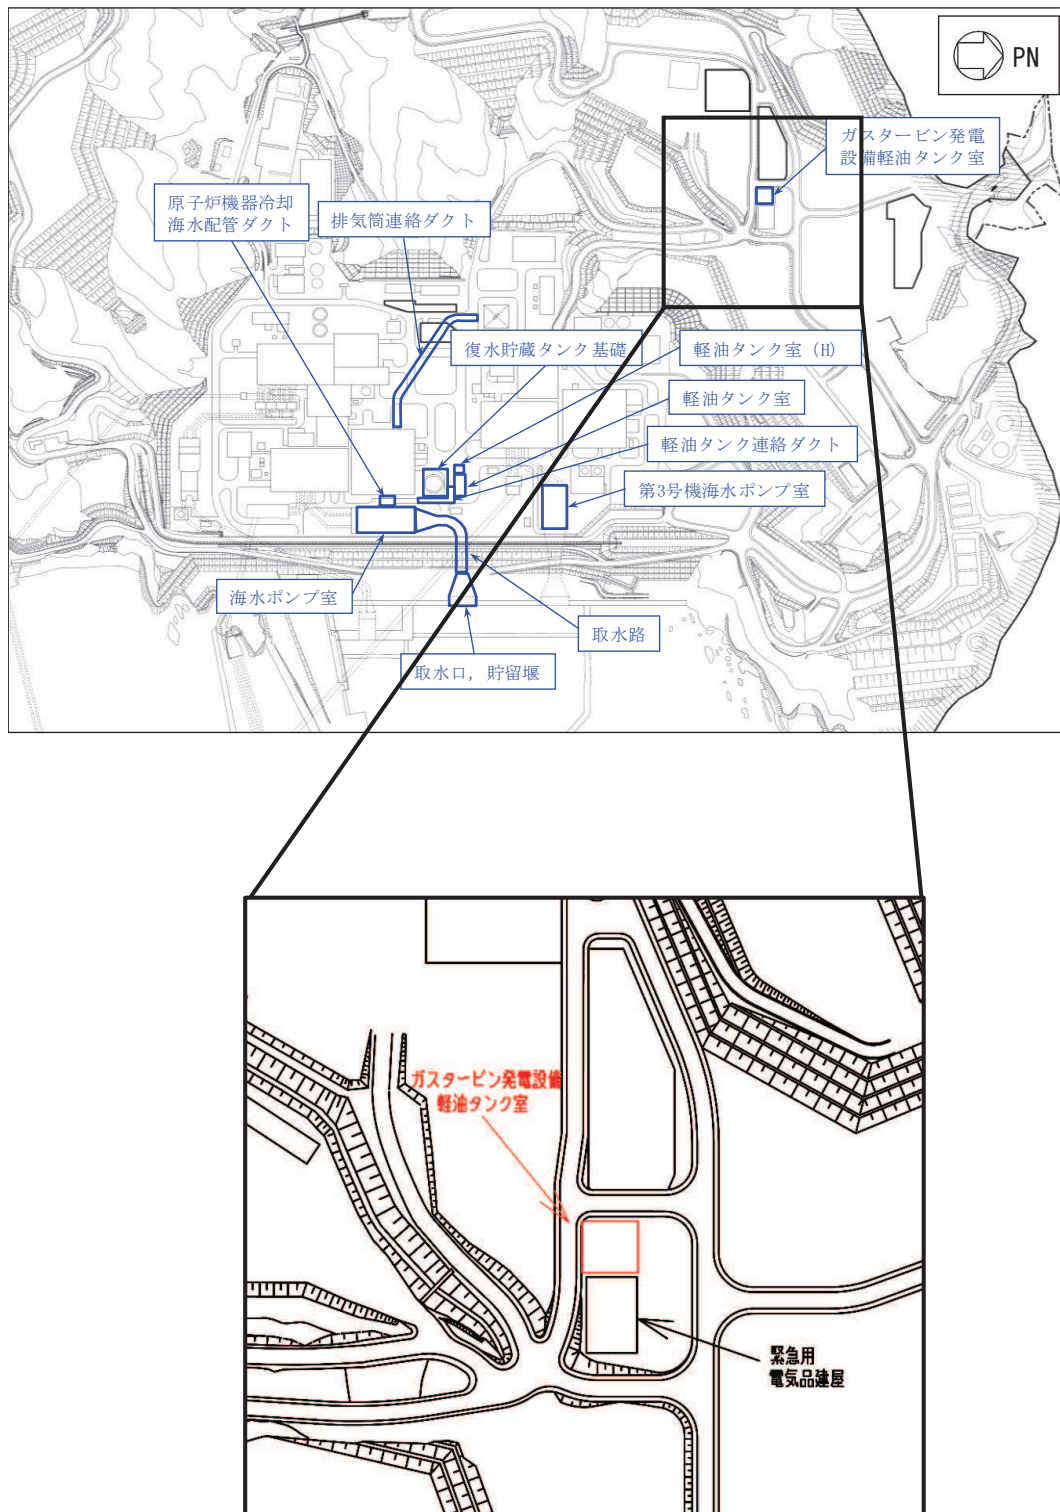 PN
ガスタービン発電
設備軽油タンク室
原子炉機器冷却
海水配管ダクト
排気筒連絡ダクト
復水貯蔵タンク基礎
軽油タンク室 (H)
軽油タンク室
軽油タンク連絡ダクト
第3号機海水ポンプ室
海水ポンプ室
取水路
取水口，貯留堰
ガスタービン発電設備
軽油タンク室
緊急用
電気品建屋